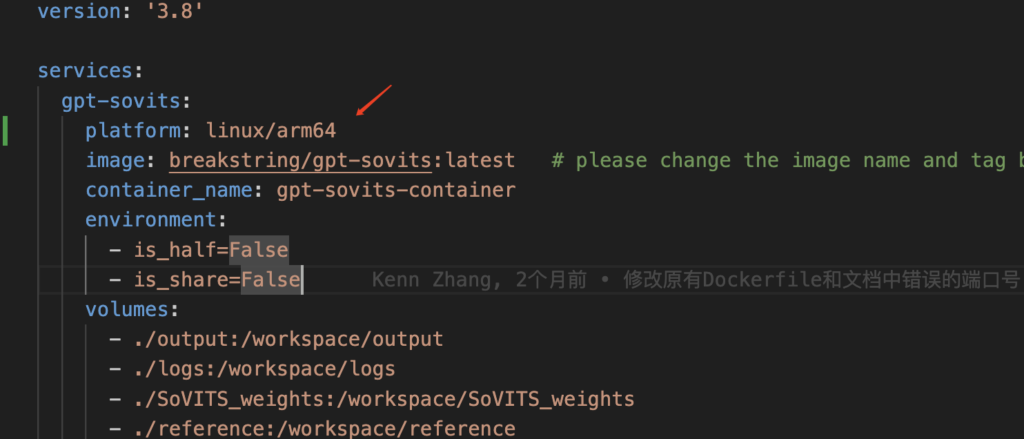 version: '3.8'
services:
gpt-sovits:
platform: linux/arm64
image: breakstring/gpt-sovits:latest # please change the image name and tag
container_name: gpt-sovits-container
environment:
- is_half=False
- is_share=False Kenn Zhang, 2个月前 • 修改原有Dockerfile和文档中错误的端口号
volumes:
- ./output:/workspace/output
- ./logs:/workspace/logs
- ./SoVITS_weights:/workspace/SoVITS_weights
- ./reference:/workspace/reference